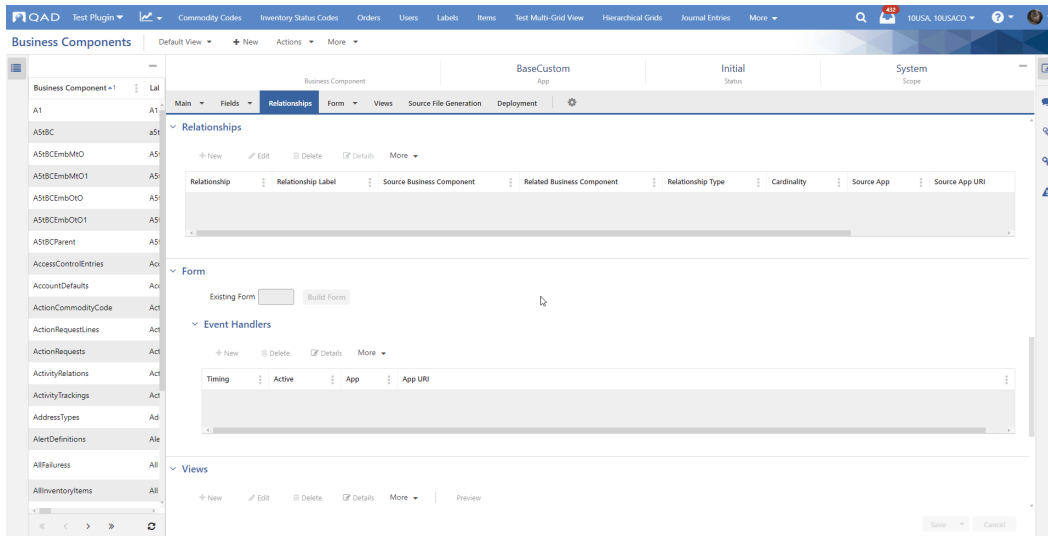 QAD Test Plugin Commodity Codes Inventory Status Codes Orders Users Labels Items Test Multi-Grid View Hierarchical Grids Journal Entries More 432 10USA, 10USACO ?
Business Components Default View + New Actions More
BaseCustom Initial System
Business Component App Status Scope
Business Component 1 Lal
Main Fields Relationships Form Views Source File Generation Deployment
A1 A1
A5tBC a5t
A5tBCEmbMtO A5t
A5tBCEmbMtO1 A5t
A5tBCEmbOtO A5t
A5tBCEmbOtO1 A5t
A5tBCParent A5t
AccessControlEntries Acc
AccountDefaults Acc
ActionCommodityCode Act
ActionRequestLines Act
ActionRequests Act
ActivityRelations Act
ActivityTrackings Act
AddressTypes Ad
AlertDefinitions Ale
AllFailuress All
AllInventoryItems All
Relationships
+ New Edit Delete Details More
Relationship Relationship Label Source Business Component Related Business Component Relationship Type Cardinality Source App Source App URI
Form
Existing Form Build Form
Event Handlers
+ New Delete Details More
Timing Active App App URI
Views
+ New Edit Delete Details More Preview
Save Cancel